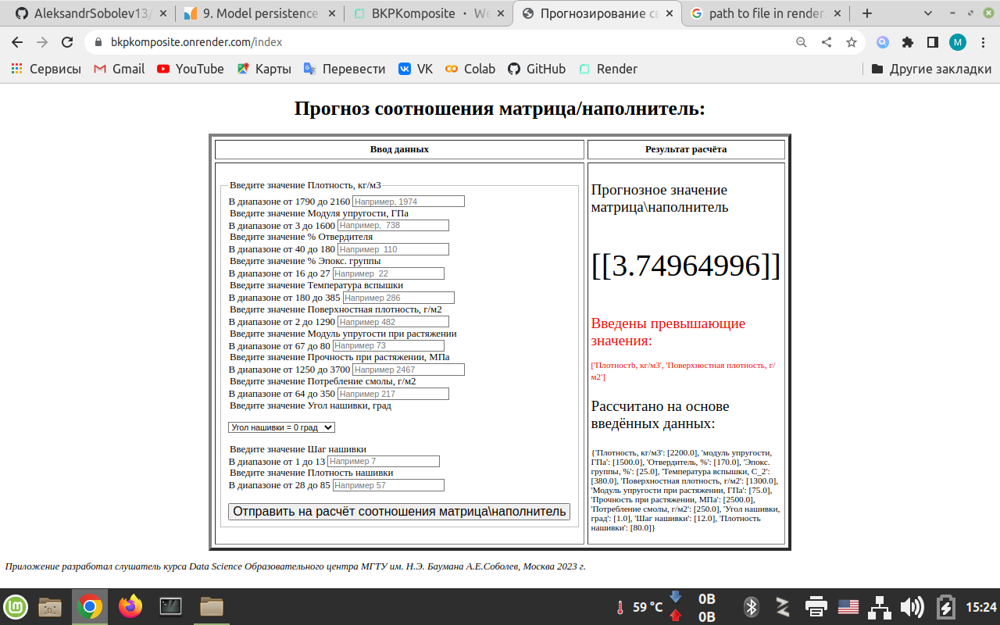 AleksandrSobolev13/
9. Model persistence
BKPKomposite · We
Прогнозирование св
path to file in render.
bkpkomposite.onrender.com/index
M
Сервисы
Gmail
YouTube
Карты
Перевести
VK
Colab
GitHub
Render
Другие закладки
Прогноз соотношения матрица/наполнитель:
Ввод данных
Введите значение Плотность, кг/м3
В диапазоне от 1790 до 2160 Например, 1974
Введите значение Модуля упругости, ГПа
В диапазоне от 3 до 1600 Например, 738
Введите значение % Отвердителя
В диапазоне от 40 до 180 Например 110
Введите значение % Эпокс. группы
В диапазоне от 16 до 27 Например 22
Введите значение Температура вспышки
В диапазоне от 180 до 385 Например 286
Введите значение Поверхностная плотность, г/м2
В диапазоне от 2 до 1290 Например 482
Введите значение Модуль упругости при растяжении
В диапазоне от 67 до 80 Например 73
Введите значение Прочность при растяжении, МПа
В диапазоне от 1250 до 3700 Например 2467
Введите значение Потребление смолы, г/м2
В диапазоне от 64 до 350 Например 217
Введите значение Угол нашивки, град
Угол нашивки = 0 град
Введите значение Шаг нашивки
В диапазоне от 1 до 13 Например 7
Введите значение Плотность нашивки
В диапазоне от 28 до 85 Например 57
Отправить на расчёт соотношения матрица\наполнитель
Результат расчёта
Прогнозное значение
матрица\наполнитель
[[3.74964996]]
Введены превышающие
значения:
['Плотностb, кг/м3', 'Поверхностная плотность, г/
м2']
Рассчитано на основе
введённых данных:
{'Плотность, кг/м3': [2200.0], 'модуль упругости,
ГПа': [1500.0], 'Отвердитель, %': [170.0], 'Эпокс.
группы, %': [25.0], 'Температура вспышки, С_2':
[380.0], 'Поверхностная плотность, г/м2': [1300.0],
'Модуль упругости при растяжении, ГПа': [75.0],
'Прочность при растяжении, МПа': [2500.0],
'Потребление смолы, г/м2': [250.0], 'Угол нашивки,
град': [1.0], 'Шаг нашивки': [12.0], 'Плотность
нашивки': [80.0]}
Приложение разработал слушатель курса Data Science Образовательного центра МГТУ им. Н.Э. Баумана А.Е.Соболев, Москва 2023 г.
59 °C
0B
0B
15:24